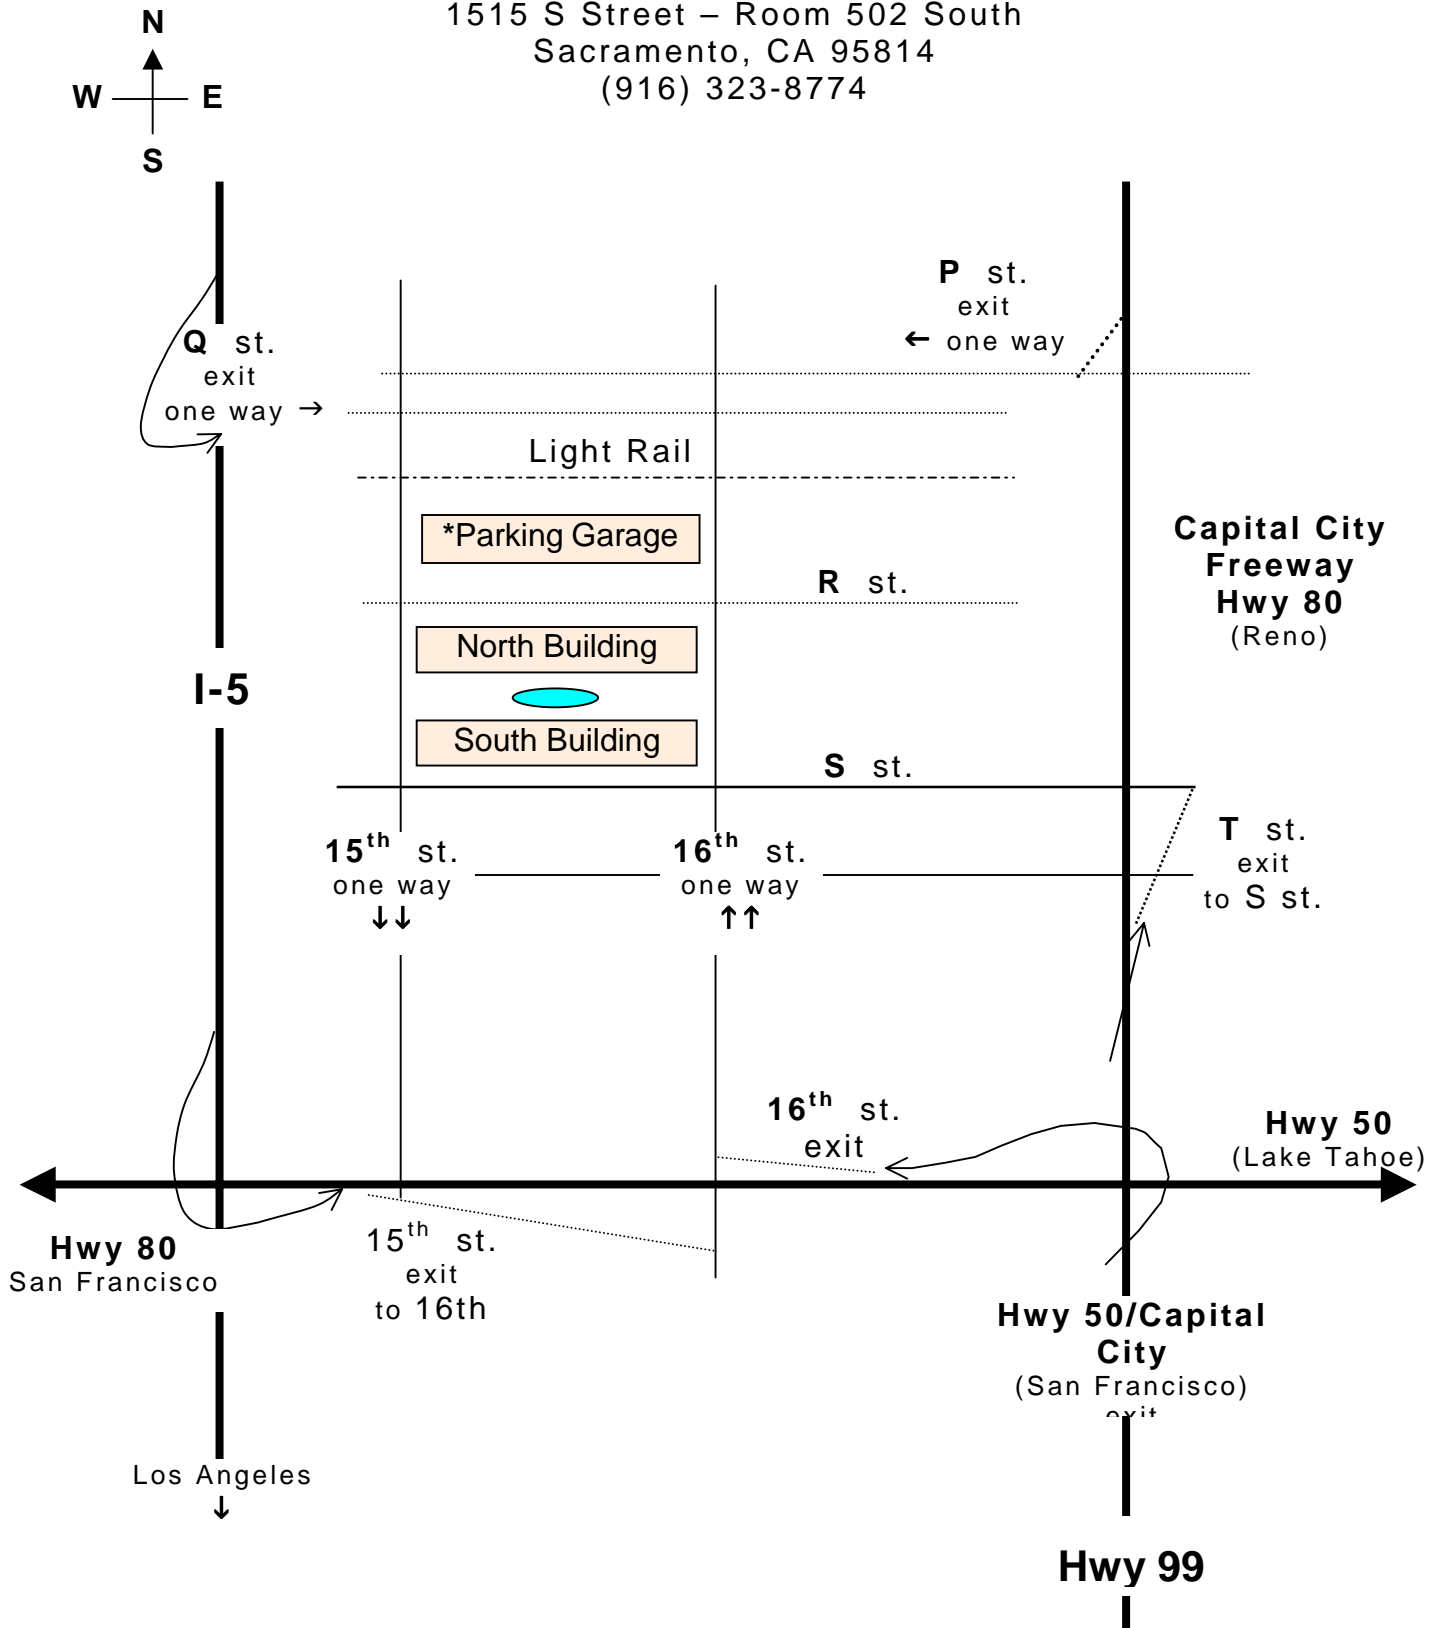 1515 S Street – Room 502 South
Sacramento, CA 95814
(916) 323-8774
N
W E
S
P st.
exit
← one way
Q st.
exit
one way →
Light Rail
*Parking Garage
R st.
North Building
South Building
Capital City
Freeway
Hwy 80
(Reno)
I-5
S st.
T st.
exit
to S st.
15th st.
one way
↓↓
16th st.
one way
↑↑
16th st.
exit
Hwy 50
(Lake Tahoe)
Hwy 80
San Francisco
15th st.
exit
to 16th
Hwy 50/Capital
City
(San Francisco)
exit
Los Angeles
↓
Hwy 99